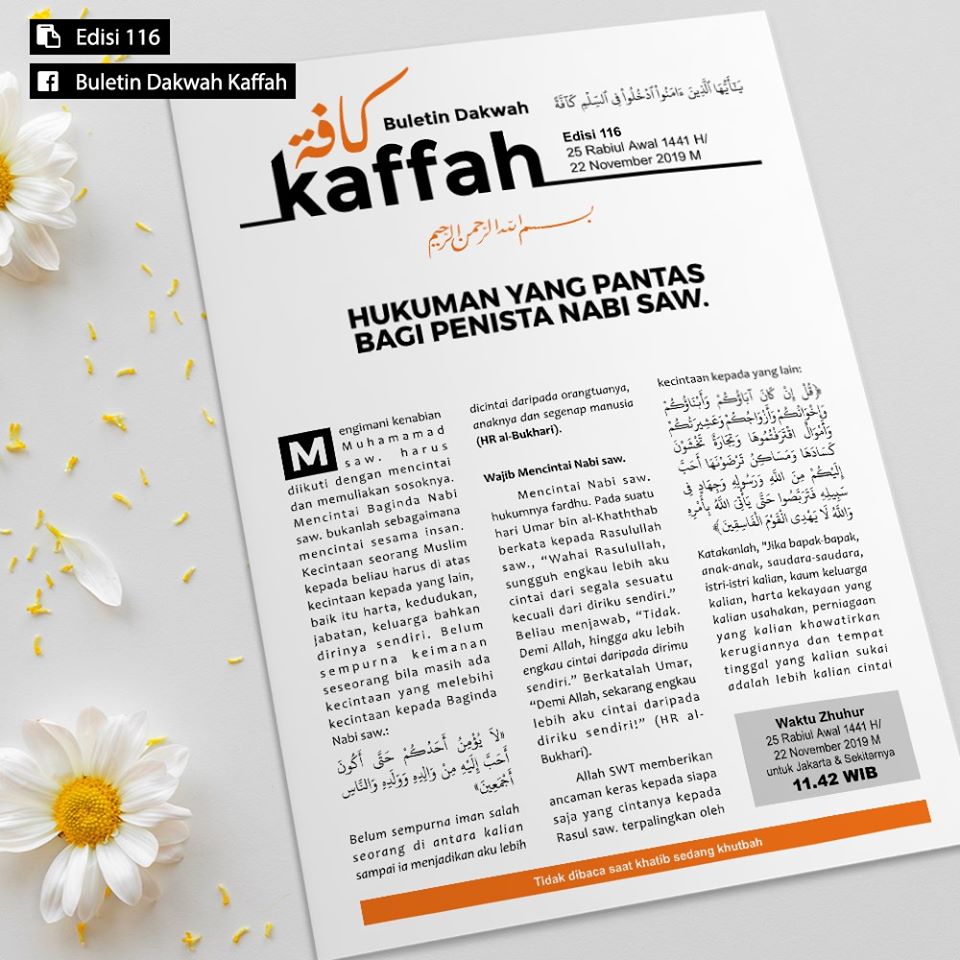 Edisi 116
Buletin Dakwah Kaffah
كافة
Buletin Dakwah
kaffah
يَـٰٓأَيُّهَا ٱلَّذِينَ ءَامَنُوا۟ ٱدْخُلُوا۟ فِى ٱلسِّلْمِ كَآفَّةً
Edisi 116
25 Rabiul Awal 1441 H/
22 November 2019 M
بسم الله الرحمن الرحيم
HUKUMAN YANG PANTAS
BAGI PENISTA NABI SAW.
Mengimani kenabian
Muhamamad
saw. harus
diikuti dengan mencintai
dan memuliakan sosoknya.
Mencintai Baginda Nabi
saw. bukanlah sebagaimana
mencintai sesama insan.
Kecintaan seorang Muslim
kepada beliau harus di atas
kecintaan kepada yang lain,
baik itu harta, kedudukan,
jabatan, keluarga bahkan
dirinya sendiri. Belum
sempurna keimanan
seseorang bila masih ada
kecintaan yang melebihi
kecintaan kepada Baginda
Nabi saw.:
«لاَ يُؤْمِنُ أَحَدُكُمْ حَتَّى أَكُونَ
أَحَبَّ إِلَيْهِ مِنْ وَالِدِهِ وَوَلَدِهِ وَالنَّاسِ
أَجْمَعِينَ»
Belum sempurna iman salah
seorang di antara kalian
sampai ia menjadikan aku lebih
dicintai daripada orangtuanya,
anaknya dan segenap manusia
(HR al-Bukhari).
Wajib Mencintai Nabi saw.
Mencintai Nabi saw.
hukumnya fardhu. Pada suatu
hari Umar bin al-Khaththab
berkata kepada Rasulullah
saw., “Wahai Rasulullah,
sungguh engkau lebih aku
cintai dari segala sesuatu
kecuali dari diriku sendiri.”
Beliau menjawab, “Tidak.
Demi Allah, hingga aku lebih
engkau cintai daripada dirimu
sendiri.” Berkatalah Umar,
“Demi Allah, sekarang engkau
lebih aku cintai daripada
diriku sendiri!” (HR al-
Bukhari).
Allah SWT memberikan
ancaman keras kepada siapa
saja yang cintanya kepada
Rasul saw. terpalingkan oleh
kecintaan kepada yang lain:
﴿قُلْ إِنْ كَانَ آبَاؤُكُمْ وَأَبْنَاؤُكُمْ
وَإِخْوَانُكُمْ وَأَزْوَاجُكُمْ وَعَشِيرَتُكُمْ
وَأَمْوَالٌ اقْتَرَفْتُمُوهَا وَتِجَارَةٌ تَخْشَوْنَ
كَسَادَهَا وَمَسَاكِنُ تَرْضَوْنَهَا أَحَبَّ
إِلَيْكُمْ مِنَ اللَّهِ وَرَسُولِهِ وَجِهَادٍ فِي
سَبِيلِهِ فَتَرَبَّصُوا حَتَّى يَأْتِيَ اللَّهُ بِأَمْرِهِ
وَاللَّهُ لَا يَهْدِي الْقَوْمَ الْفَاسِقِينَ﴾
Katakanlah, "Jika bapak-bapak,
anak-anak, saudara-saudara,
istri-istri kalian, kaum keluarga
kalian, harta kekayaan yang
kalian usahakan, perniagaan
yang kalian khawatirkan
kerugiannya dan tempat
tinggal yang kalian sukai
adalah lebih kalian cintai
Waktu Zhuhur
25 Rabiul Awal 1441 H/
22 November 2019 M
untuk Jakarta & Sekitarnya
11.42 WIB
Tidak dibaca saat khatib sedang khutbah